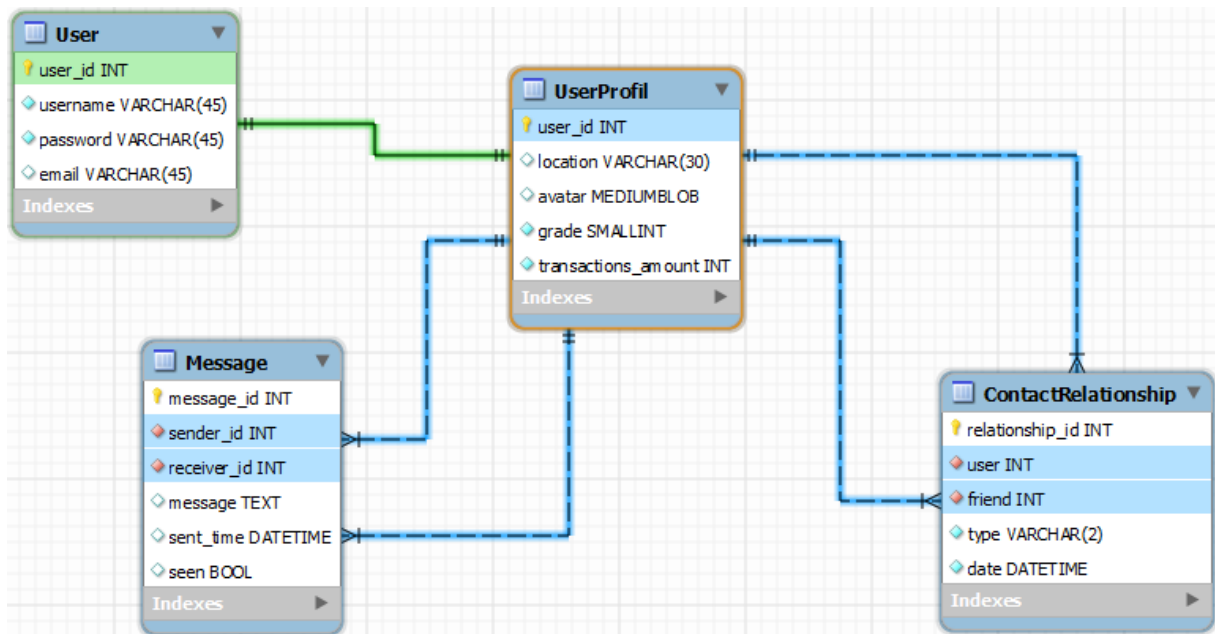 User
user_id INT
username VARCHAR(45)
password VARCHAR(45)
email VARCHAR(45)
Indexes
UserProfil
user_id INT
location VARCHAR(30)
avatar MEDIUMBLOB
grade SMALLINT
transactions_amount INT
Indexes
Message
message_id INT
sender_id INT
receiver_id INT
message TEXT
sent_time DATETIME
seen BOOL
Indexes
ContactRelationship
relationship_id INT
user INT
friend INT
type VARCHAR(2)
date DATETIME
Indexes